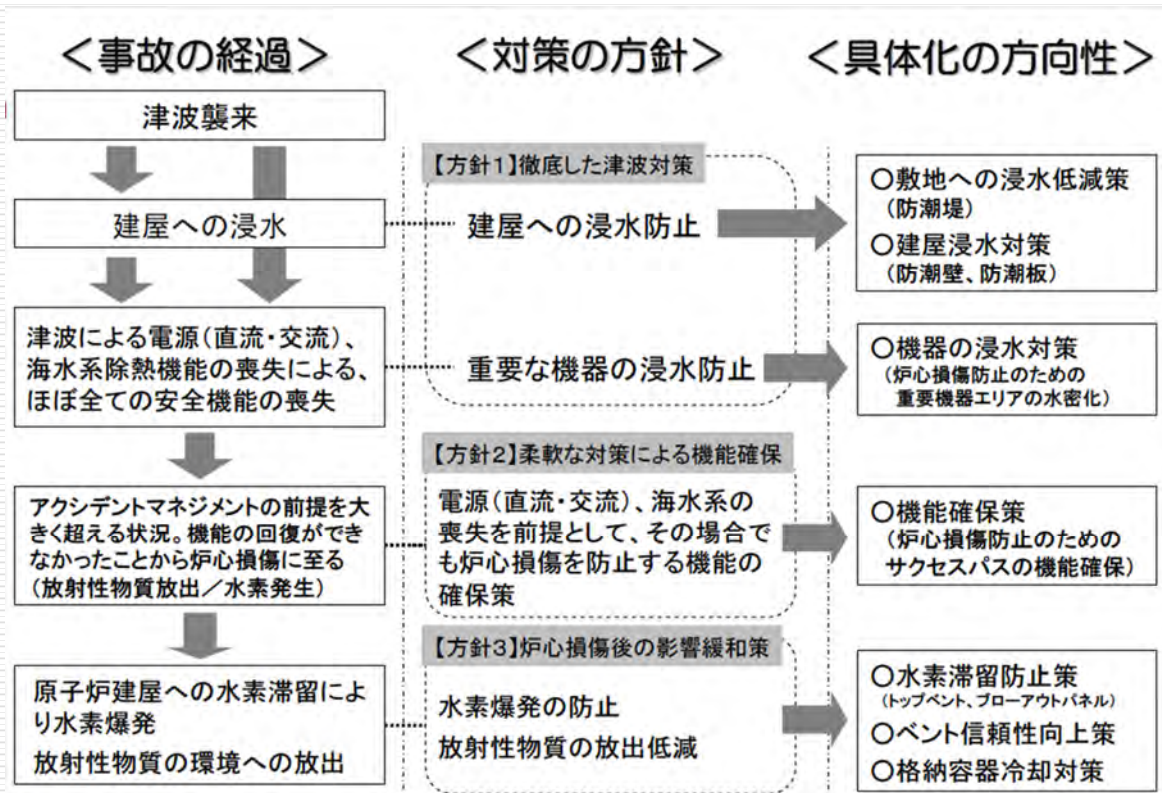 <事故の経過>
<対策の方針>
<具体化の方向性>
津波襲来
建屋への浸水
津波による電源(直流・交流)、
海水系除熱機能の喪失による、
ほぼ全ての安全機能の喪失
アクシデントマネジメントの前提を大
きく超える状況。機能の回復ができ
なかったことから炉心損傷に至る
(放射性物質放出/水素発生)
原子炉建屋への水素滞留によ
り水素爆発
放射性物質の環境への放出
【方針1】徹底した津波対策
建屋への浸水防止
重要な機器の浸水防止
【方針2】柔軟な対策による機能確保
電源(直流・交流)、海水系の
喪失を前提として、その場合で
も炉心損傷を防止する機能の
確保策
【方針3】炉心損傷後の影響緩和策
水素爆発の防止
放射性物質の放出低減
○敷地への浸水低減策
(防潮堤)
○建屋浸水対策
(防潮壁、防潮板)
○機器の浸水対策
(炉心損傷防止のための
重要機器エリアの水密化)
○機能確保策
(炉心損傷防止のための
サクセスパスの機能確保)
○水素滞留防止策
(トップベント、ブローアウトパネル)
○ベント信頼性向上策
○格納容器冷却対策